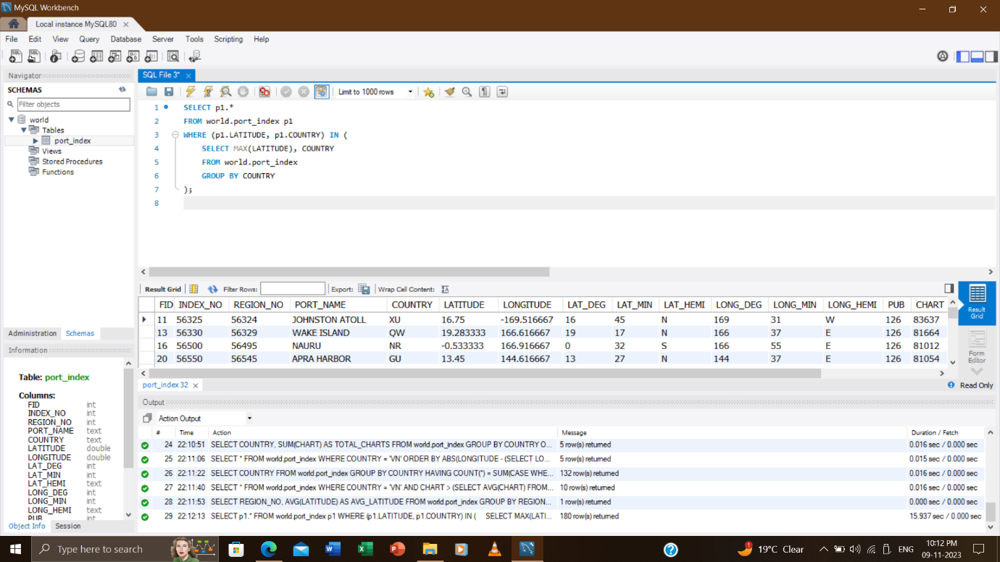 MySQL Workbench
Local instance MySQL80
File Edit View Query Database Server Tools Scripting Help
Navigator
SCHEMAS
Filter objects
world
Tables
port_index
Views
Stored Procedures
Functions
Administration Schemas
Information
Table: port_index
Columns:
FID int
INDEX_NO int
REGION_NO int
PORT_NAME text
COUNTRY text
LATITUDE double
LONGITUDE double
LAT_DEG int
LAT_MIN int
LAT_HEMI text
LONG_DEG int
LONG_MIN int
LONG_HEMI text
PUB int
Object Info Session
SQL File 3*
Limit to 1000 rows
1 SELECT p1.*
2 FROM world.port_index p1
3 WHERE (p1.LATITUDE, p1.COUNTRY) IN (
4 SELECT MAX(LATITUDE), COUNTRY
5 FROM world.port_index
6 GROUP BY COUNTRY
7 );
8
Result Grid Filter Rows: Export: Wrap Cell Content:
FID INDEX_NO REGION_NO PORT_NAME COUNTRY LATITUDE LONGITUDE LAT_DEG LAT_MIN LAT_HEMI LONG_DEG LONG_MIN LONG_HEMI PUB CHART
11 56325 56324 JOHNSTON ATOLL XU 16.75 -169.516667 16 45 N 169 31 W 126 83637
13 56330 56329 WAKE ISLAND QW 19.283333 166.616667 19 17 N 166 37 E 126 81664
16 56500 56495 NAURU NR -0.533333 166.916667 0 32 S 166 55 E 126 81012
20 56550 56545 APRA HARBOR GU 13.45 144.616667 13 27 N 144 37 E 126 81054
Result
Grid
Form
Editor
port_index 32
Read Only
Output
Action Output
# Time Action Message Duration / Fetch
24 22:10:51 SELECT COUNTRY, SUM(CHART) AS TOTAL_CHARTS FROM world.port_index GROUP BY COUNTRY O... 5 row(s) returned 0.016 sec / 0.000 sec
25 22:11:06 SELECT * FROM world.port_index WHERE COUNTRY = 'VN' ORDER BY ABS(LONGITUDE - (SELECT LO... 5 row(s) returned 0.015 sec / 0.000 sec
26 22:11:22 SELECT COUNTRY FROM world.port_index GROUP BY COUNTRY HAVING COUNT(*) = SUM(CASE WHE... 132 row(s) returned 0.016 sec / 0.000 sec
27 22:11:40 SELECT * FROM world.port_index WHERE COUNTRY = 'VN' AND CHART > (SELECT AVG(CHART) FROM... 10 row(s) returned 0.016 sec / 0.000 sec
28 22:11:53 SELECT REGION_NO, AVG(LATITUDE) AS AVG_LATITUDE FROM world.port_index GROUP BY REGION... 1 row(s) returned 0.000 sec / 0.000 sec
29 22:12:13 SELECT p1.* FROM world.port_index p1 WHERE (p1.LATITUDE, p1.COUNTRY) IN ( SELECT MAX(LATI... 180 row(s) returned 15.937 sec / 0.000 sec
Type here to search
1
19°C Clear
ENG
10:12 PM
09-11-2023